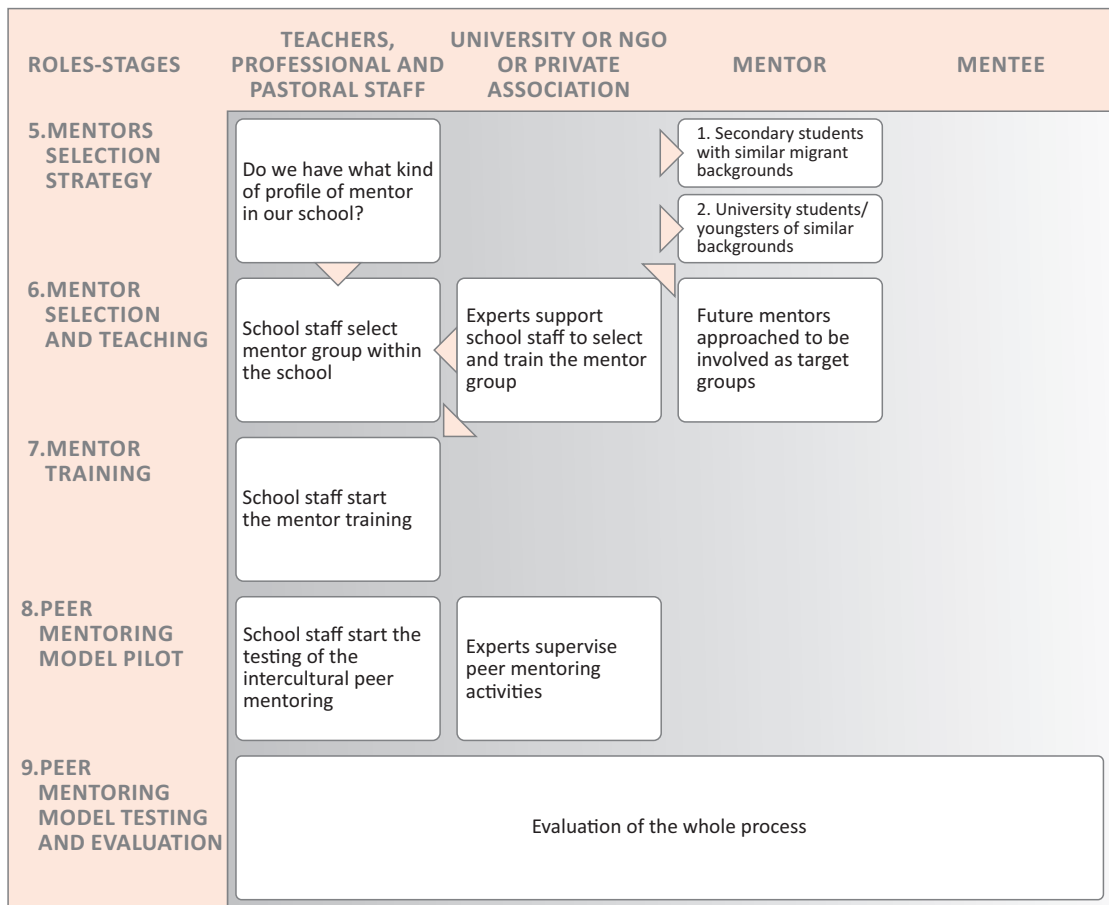 ROLES-STAGES
TEACHERS,
PROFESSIONAL AND
PASTORAL STAFF
UNIVERSITY OR NGO
OR PRIVATE
ASSOCIATION
MENTOR
MENTEE
5.MENTORS
SELECTION
STRATEGY
Do we have what kind
of profile of mentor
in our school?
1. Secondary students
with similar migrant
backgrounds
2. University students/
youngsters of similar
backgrounds
6.MENTOR
SELECTION
AND TEACHING
School staff select
mentor group within
the school
Experts support
school staff to select
and train the mentor
group
Future mentors
approached to be
involved as target
groups
7.MENTOR
TRAINING
School staff start
the mentor training
8.PEER
MENTORING
MODEL PILOT
School staff start the
testing of the
intercultural peer
mentoring
Experts supervise
peer mentoring
activities
9.PEER
MENTORING
MODEL TESTING
AND EVALUATION
Evaluation of the whole process